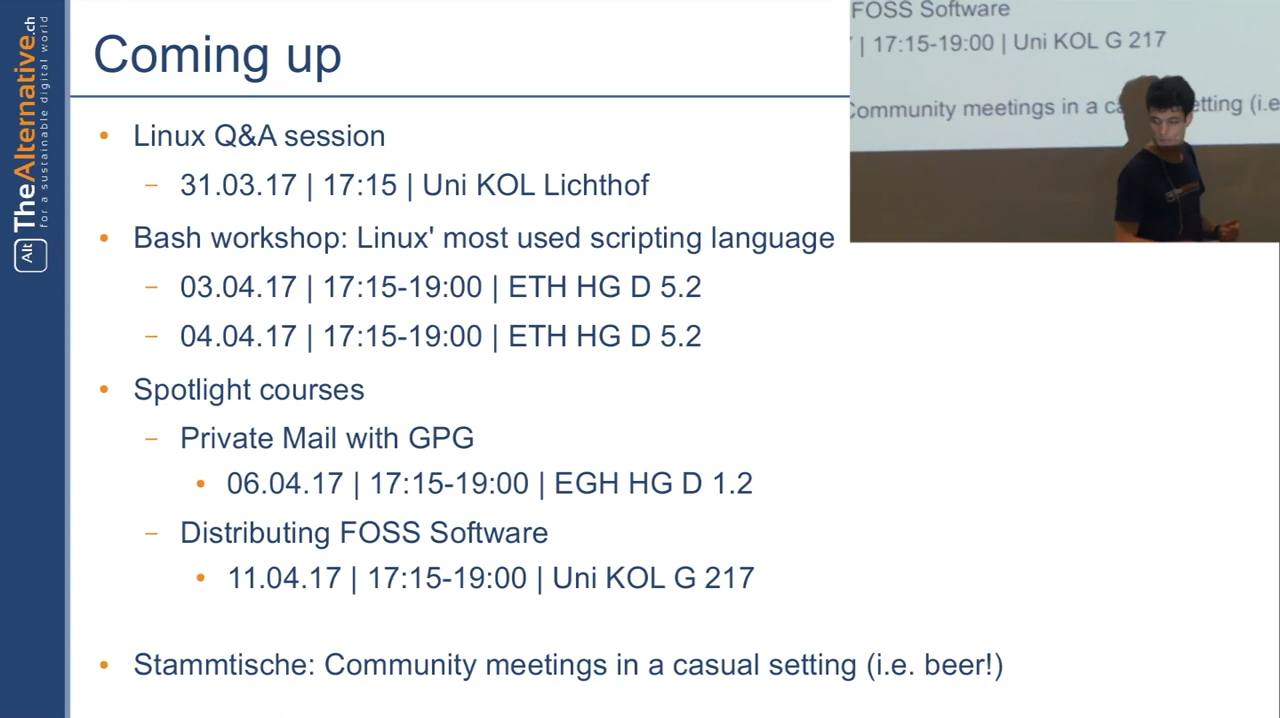 Alt TheAlternative.ch
for a sustainable digital world
Coming up
• Linux Q&A session
– 31.03.17 | 17:15 | Uni KOL Lichthof
• Bash workshop: Linux' most used scripting language
– 03.04.17 | 17:15-19:00 | ETH HG D 5.2
– 04.04.17 | 17:15-19:00 | ETH HG D 5.2
• Spotlight courses
– Private Mail with GPG
• 06.04.17 | 17:15-19:00 | EGH HG D 1.2
– Distributing FOSS Software
• 11.04.17 | 17:15-19:00 | Uni KOL G 217
• Stammtische: Community meetings in a casual setting (i.e. beer!)
FOSS Software
| 17:15-19:00 | Uni KOL G 217
Community meetings in a ca etting (i.e